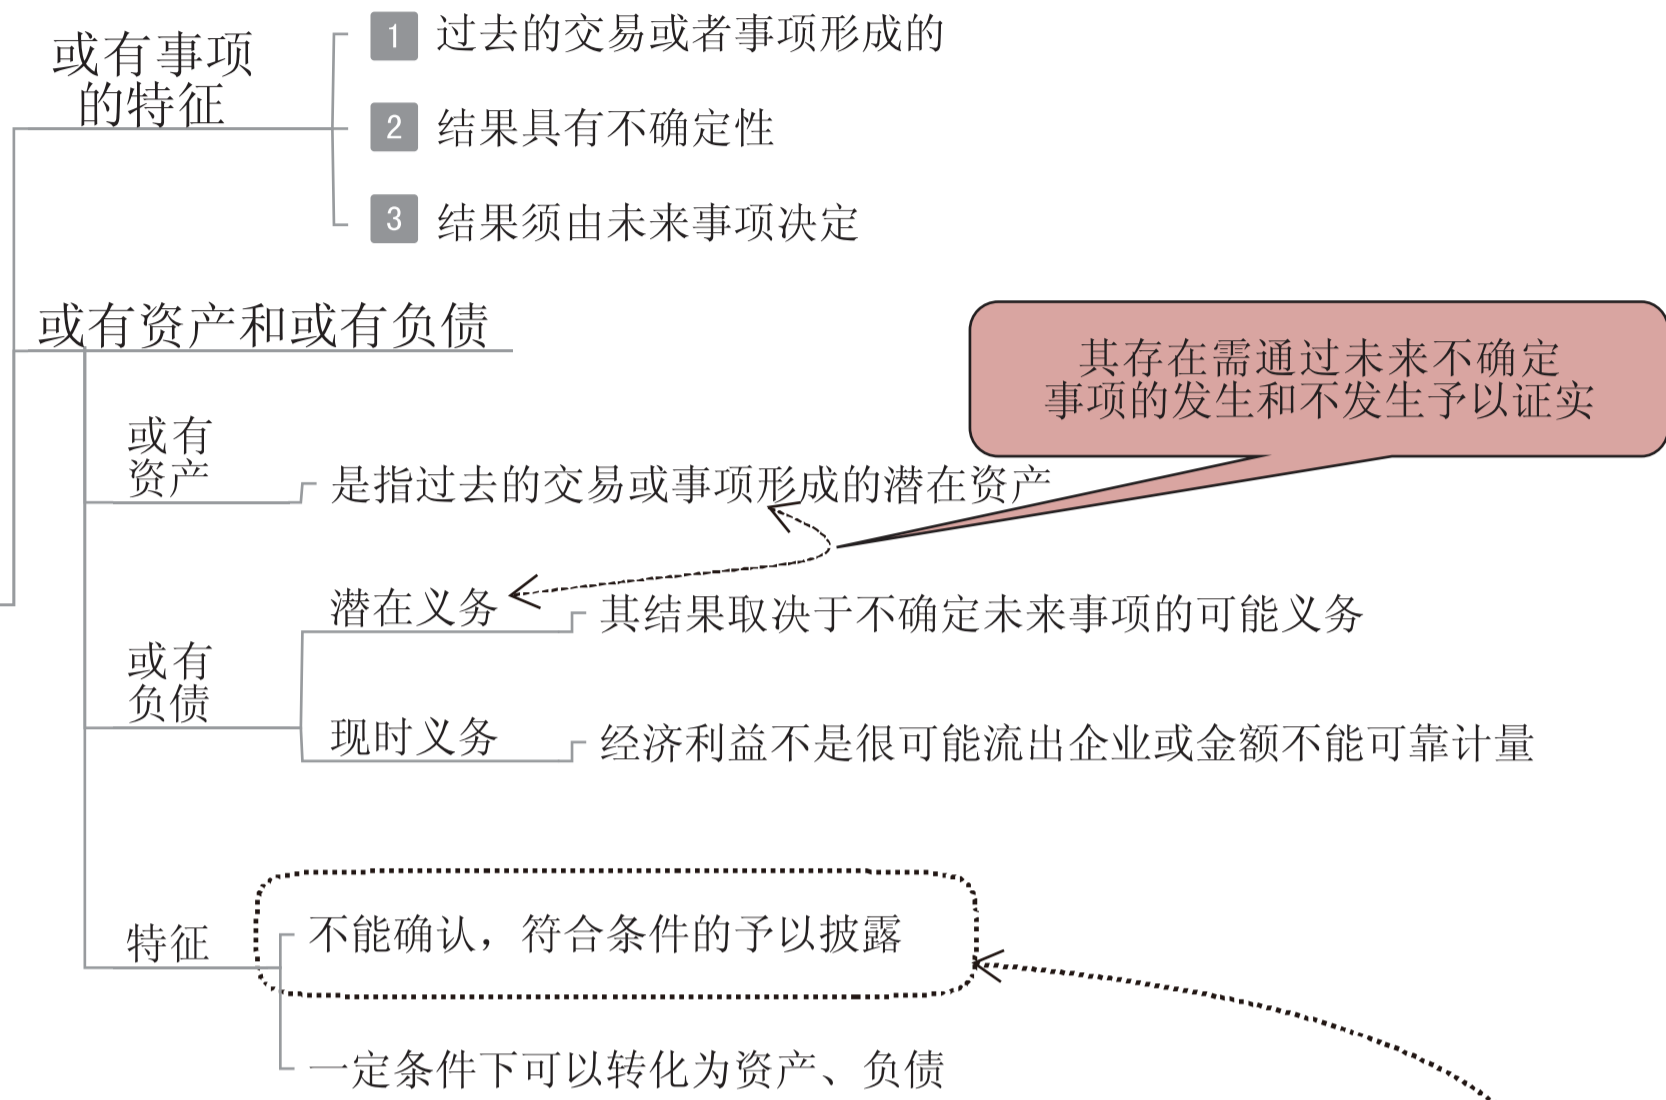 或有事项
的特征
1 过去的交易或者事项形成的
2 结果具有不确定性
3 结果须由未来事项决定
或有资产和或有负债
其存在需通过未来不确定
事项的发生和不发生予以证实
或有
资产
是指过去的交易或事项形成的潜在资产
潜在义务
其结果取决于不确定未来事项的可能义务
或有
负债
现时义务
经济利益不是很可能流出企业或金额不能可靠计量
特征
不能确认，符合条件的予以披露
一定条件下可以转化为资产、负债